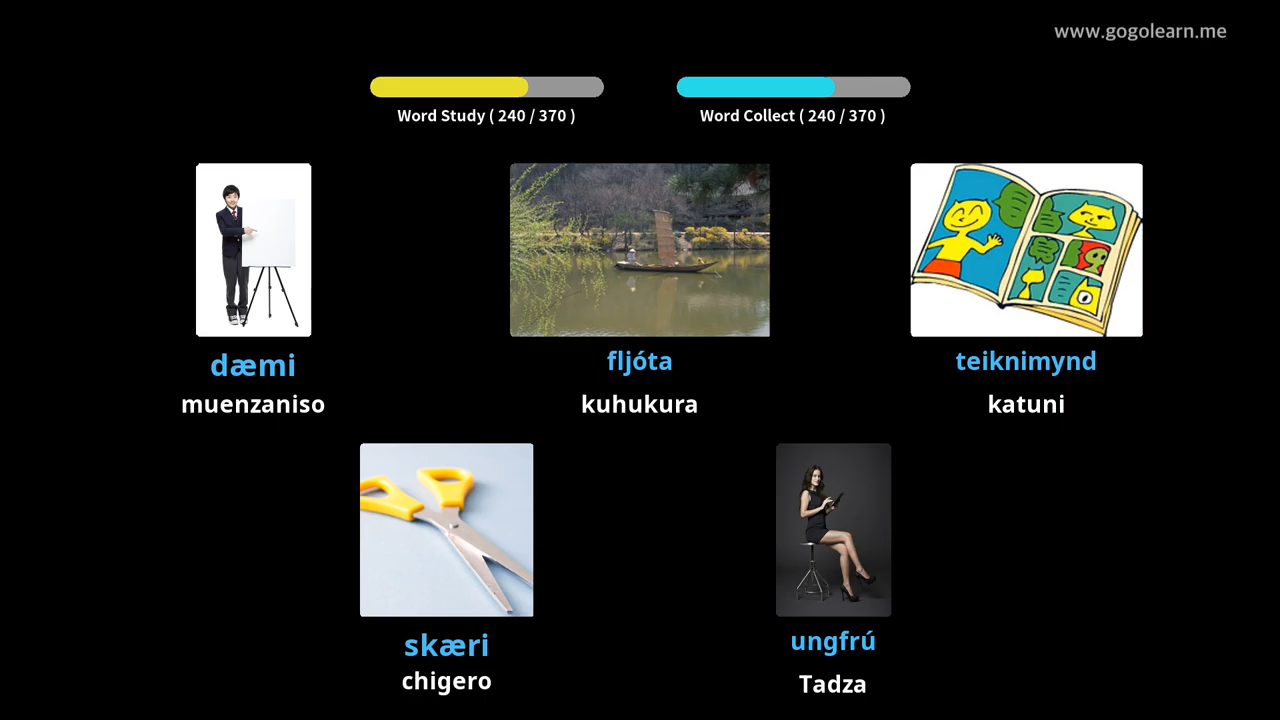 www.gogolearn.me
Word Study ( 240 / 370 )
Word Collect ( 240 / 370 )
dæmi
muenzaniso
fljóta
kuhukura
teiknimynd
katuni
skæri
chigero
ungfrú
Tadza